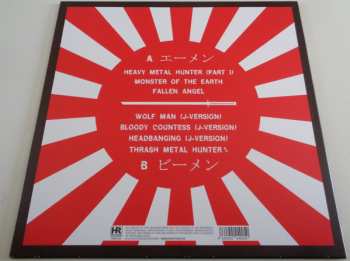 A エーメン
HEAVY METAL HUNTER (PART I)
MONSTER OF THE EARTH
FALLEN ANGEL
WOLF MAN (J-VERSION)
BLOODY COUNTESS (J-VERSION)
HEADBANGING (J-VERSION)
THRASH METAL HUNTER
B ビーメン
HR